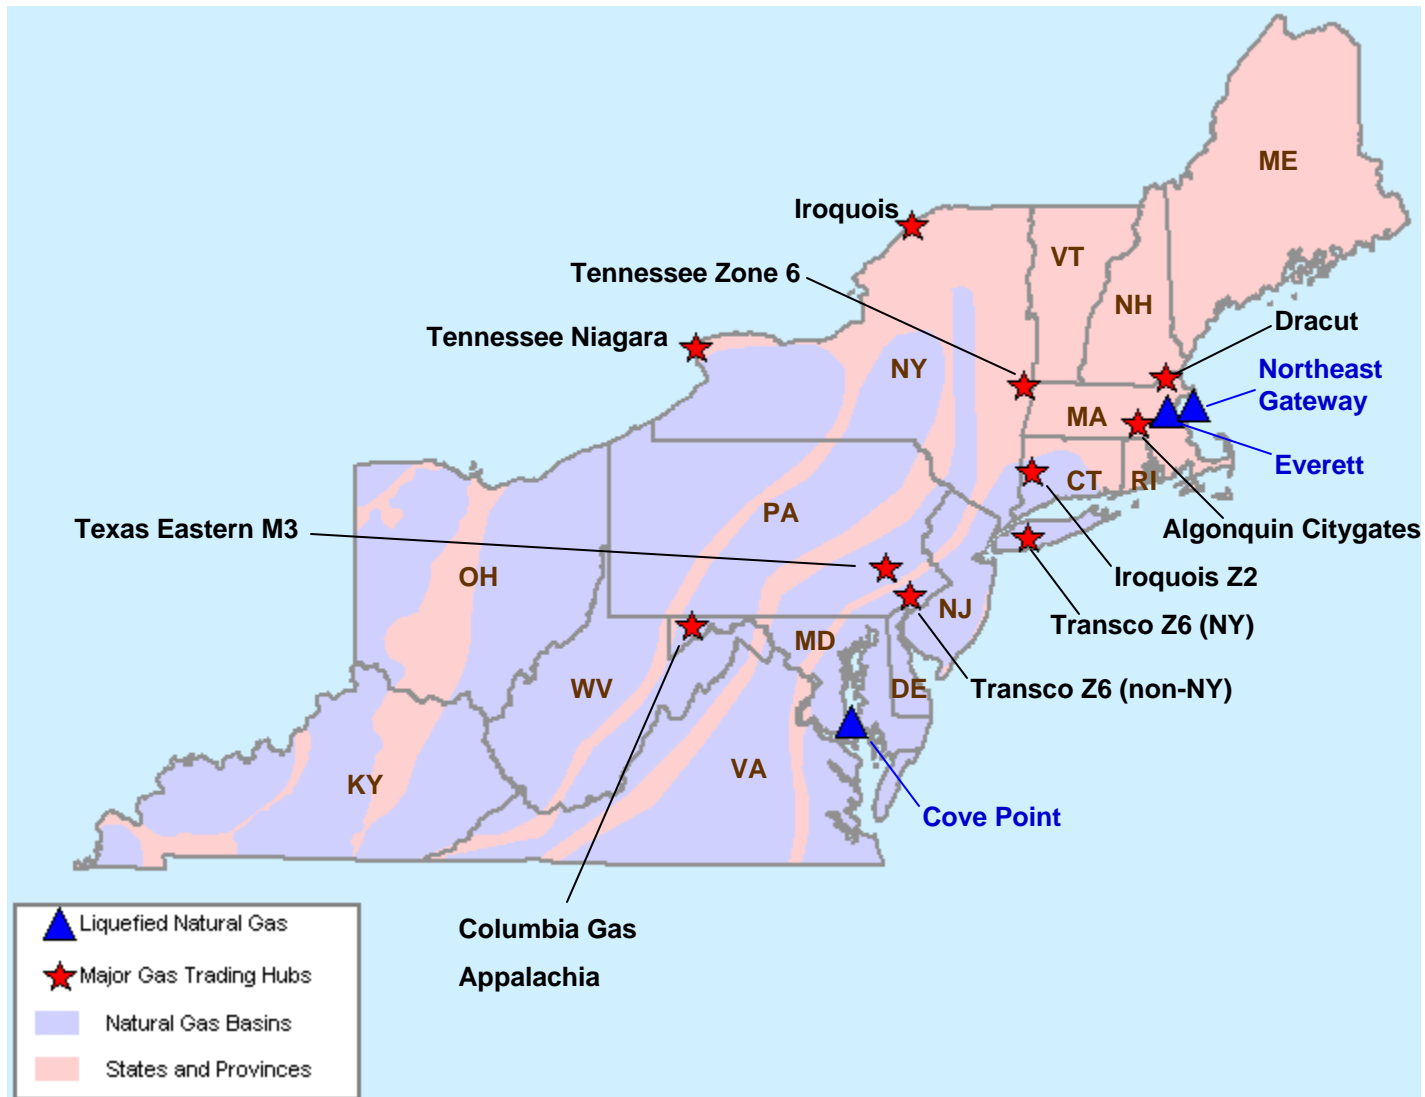 ME
Iroquois
VT
Tennessee Zone 6
NH
Dracut
Tennessee Niagara
NY
Northeast
Gateway
MA
Everett
CT
RI
PA
Texas Eastern M3
Algonquin Citygates
OH
Iroquois Z2
NJ
Transco Z6 (NY)
MD
WV
DE
Transco Z6 (non-NY)
VA
KY
Cove Point
Columbia Gas
Appalachia
Liquefied Natural Gas
Major Gas Trading Hubs
Natural Gas Basins
States and Provinces